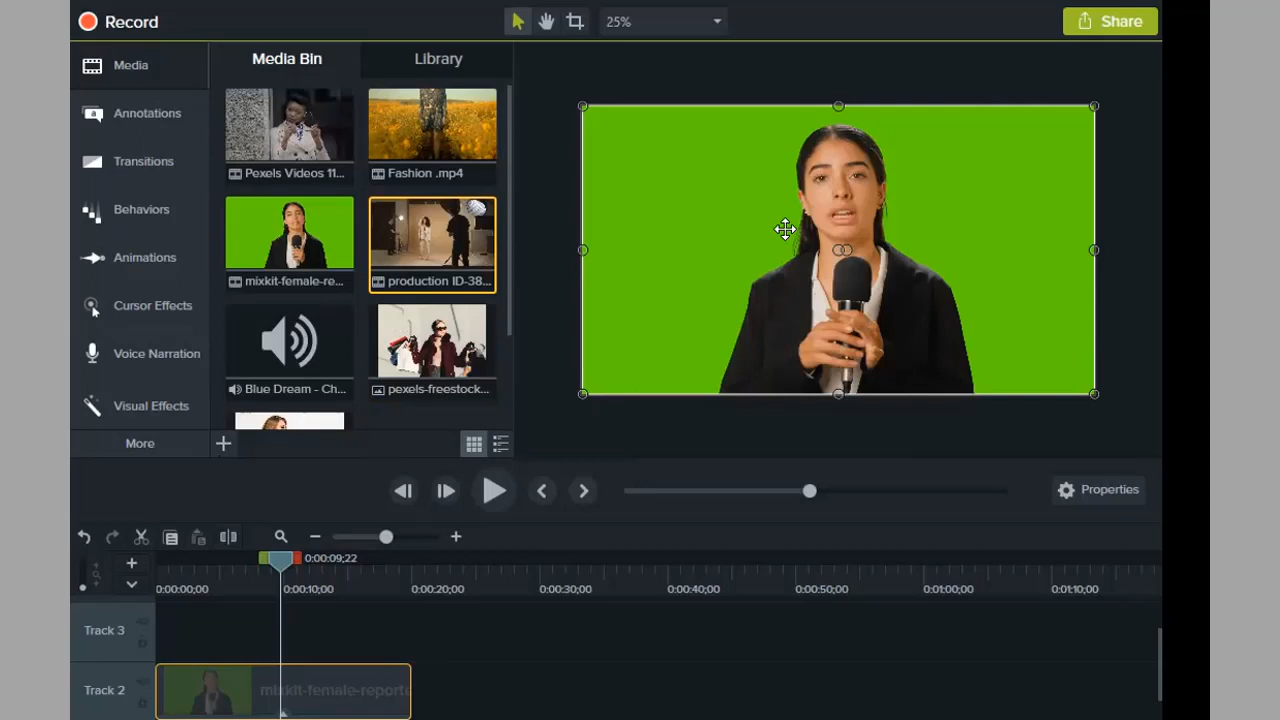 Record
25%
Share
Media
Annotations
Transitions
Behaviors
Animations
Cursor Effects
Voice Narration
Visual Effects
More
Media Bin
Library
Pexels Videos 11...
Fashion .mp4
mixkit-female-re...
production ID-38...
Blue Dream - Ch...
pexels-freestock...
Properties
0:00:09;22
0:00:00;00
0:00:10;00
0:00:20;00
0:00:30;00
0:00:40;00
0:00:50;00
0:01:00;00
0:01:10;00
Track 3
Track 2
mixkit-female-reporte